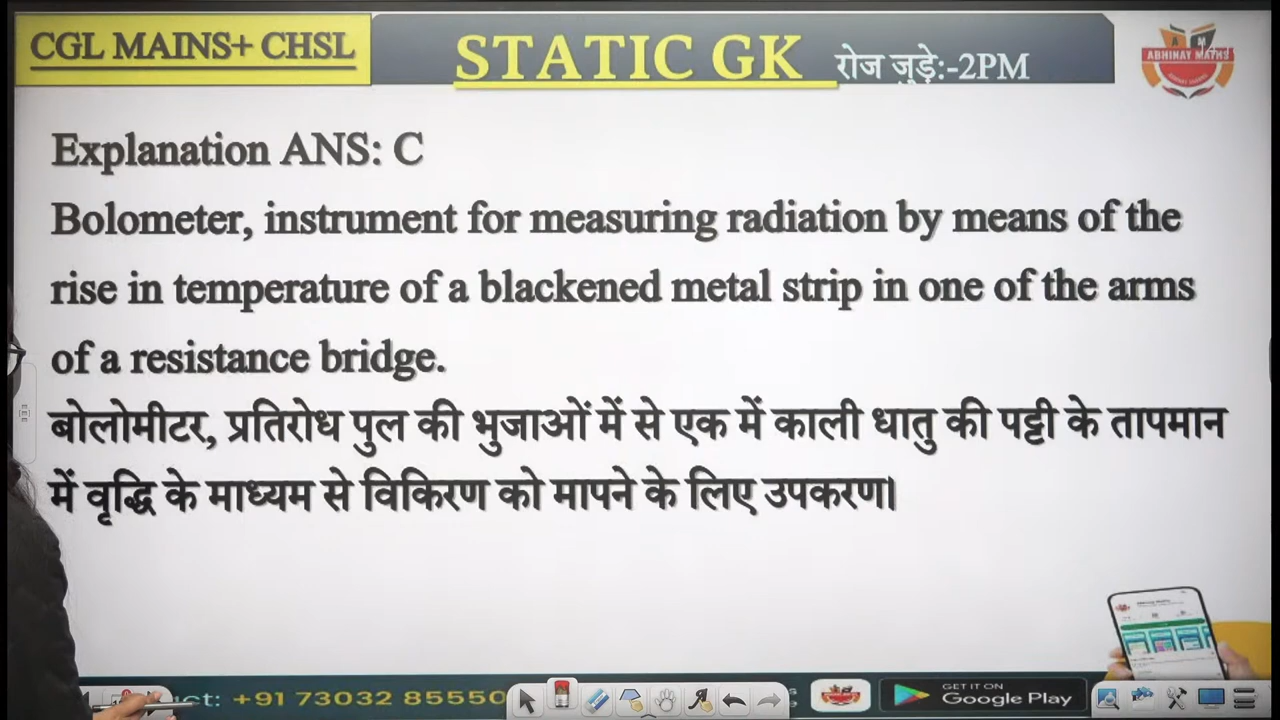 CGL MAINS+ CHSL
STATIC GK रोज जुड़े:-2PM
ABHINAY MATHS
Explanation ANS: C
Bolometer, instrument for measuring radiation by means of the
rise in temperature of a blackened metal strip in one of the arms
of a resistance bridge.
बोलोमीटर, प्रतिरोध पुल की भुजाओं में से एक में काली धातु की पट्टी के तापमान
में वृद्धि के माध्यम से विकिरण को मापने के लिए उपकरण।
+91 73032 85550
GET IT ON
Google Play